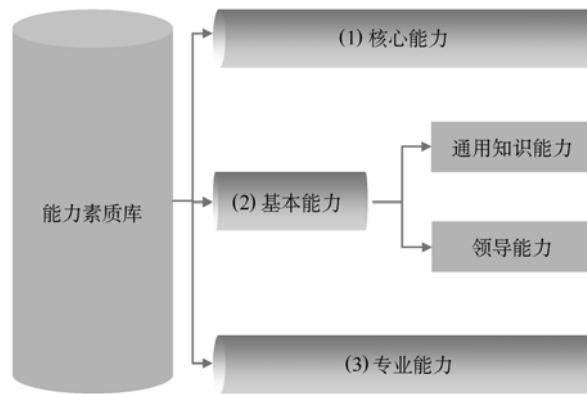 (1) 核心能力
通用知识能力
能力素质库
(2) 基本能力
领导能力
(3) 专业能力